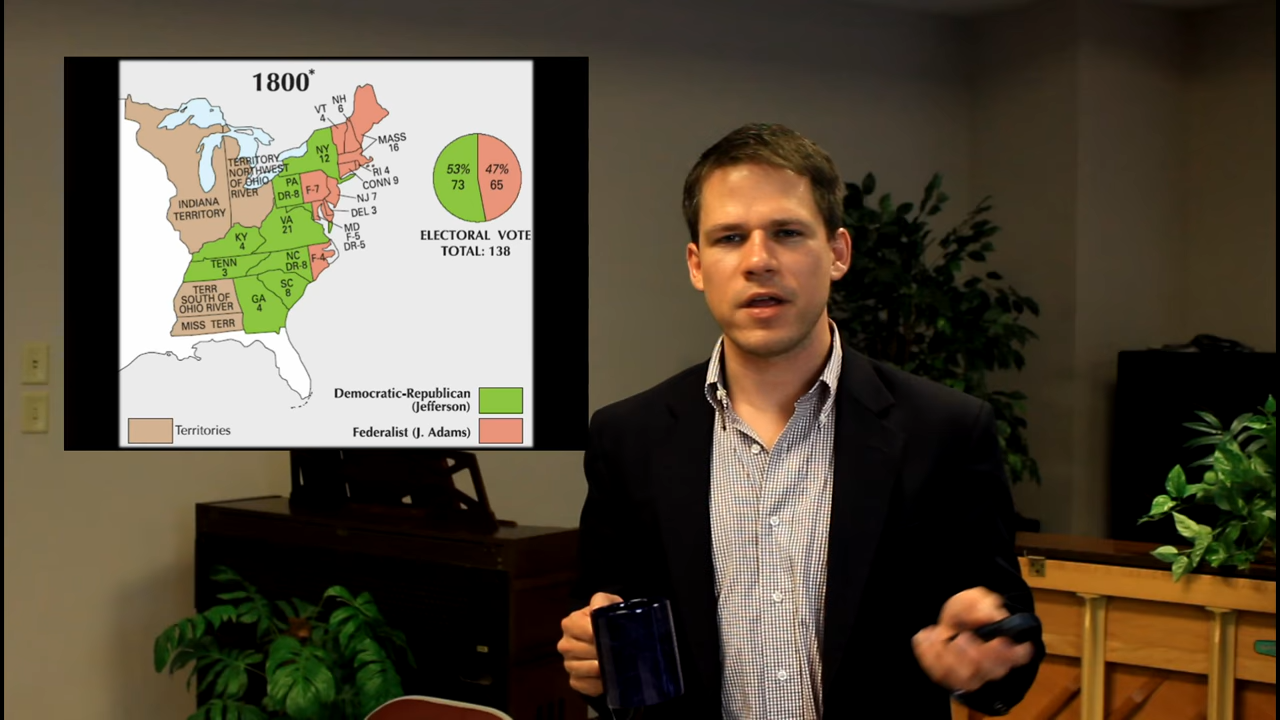 1800*
NH
6
VT
4
MASS
16
NY
12
RI 4
CONN 9
PA
DR-8
F-7
NJ 7
DEL 3
MD
F-5
DR-5
TERRITORY
NORTHWEST
OF OHIO
RIVER
INDIANA
TERRITORY
VA
21
KY
4
NC
DR-8
F-4
TENN
3
SC
8
TERR
SOUTH OF
OHIO RIVER
GA
4
MISS TERR
53%
73
47%
65
ELECTORAL VOTE
TOTAL: 138
Democratic-Republican
(Jefferson)
Territories
Federalist (J. Adams)